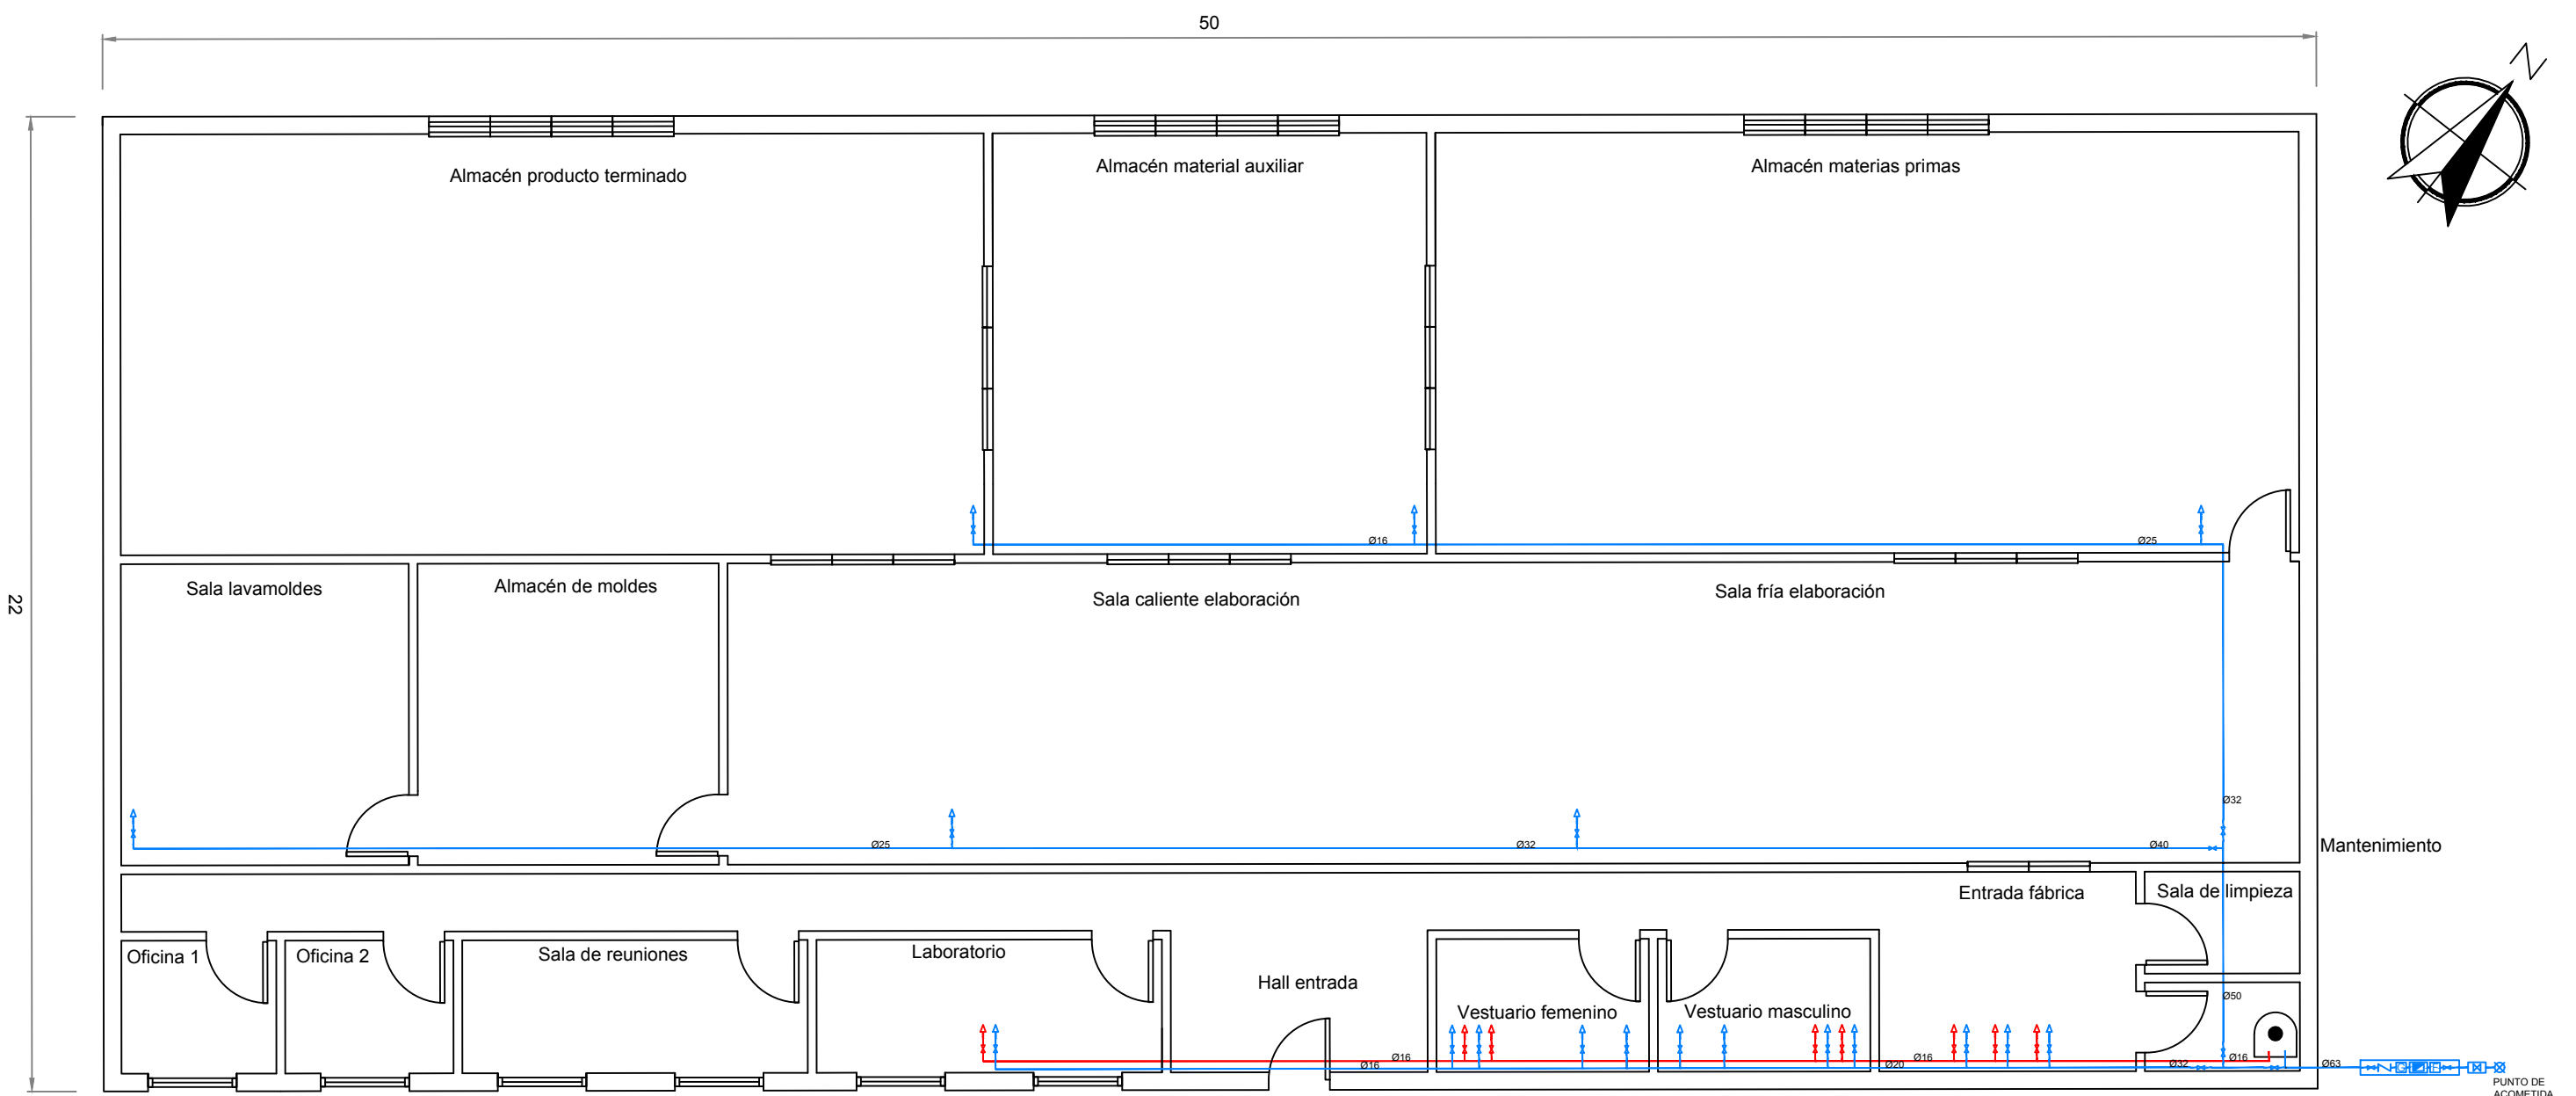 50
N
Almacén producto terminado
Almacén material auxiliar
Almacén materias primas
Ø16
Ø25
22
Sala lavamoldes
Almacén de moldes
Sala caliente elaboración
Sala fría elaboración
Ø32
Ø25
Ø32
Ø40
Mantenimiento
Entrada fábrica
Sala de limpieza
Oficina 1
Oficina 2
Sala de reuniones
Laboratorio
Hall entrada
Vestuario femenino
Vestuario masculino
Ø50
Ø16
Ø16
Ø16
Ø20
Ø32
Ø16
Ø63
PUNTO DE
ACOMETIDA